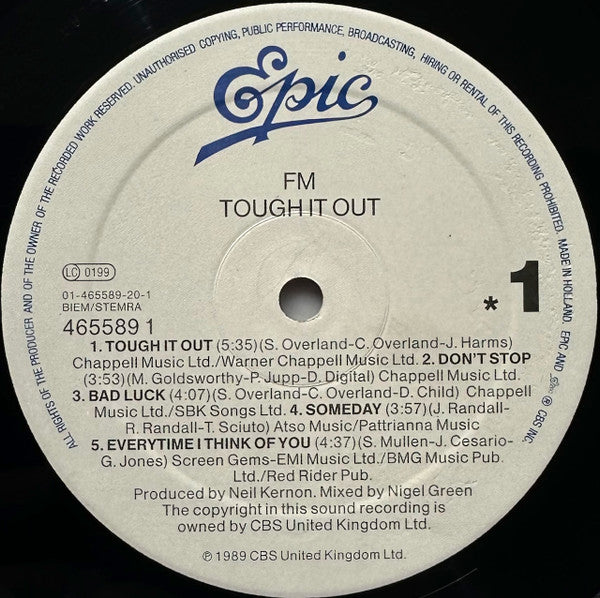 ALL RIGHTS OF THE PRODUCER AND OF THE OWNER OF THE RECORDED WORK RESERVED. UNAUTHORISED COPYING, PUBLIC PERFORMANCE, BROADCASTING, HIRING OR RENTAL OF THIS RECORDING PROHIBITED. MADE IN HOLLAND. EPIC AND ® CBS INC.
Epic
FM
TOUGH IT OUT
LC 0199
01-465589-20-1
BIEM/STEMRA
* 1
465589 1
1. TOUGH IT OUT (5:35)(S. Overland-C. Overland-J. Harms)
Chappell Music Ltd./Warner Chappell Music Ltd. 2. DON'T STOP
(3:53)(M. Goldsworthy-P. Jupp-D. Digital) Chappell Music Ltd.
3. BAD LUCK (4:07)(S. Overland-C. Overland-D. Child) Chappell
Music Ltd./SBK Songs Ltd. 4. SOMEDAY (3:57)(J. Randall-
R. Randall-T. Sciuto) Atso Music/Pattrianna Music
5. EVERYTIME I THINK OF YOU (4:37)(S. Mullen-J. Cesario-
G. Jones) Screen Gems-EMI Music Ltd./BMG Music Pub.
Ltd./Red Rider Pub.
Produced by Neil Kernon. Mixed by Nigel Green
The copyright in this sound recording is
owned by CBS United Kingdom Ltd.
℗ 1989 CBS United Kingdom Ltd.